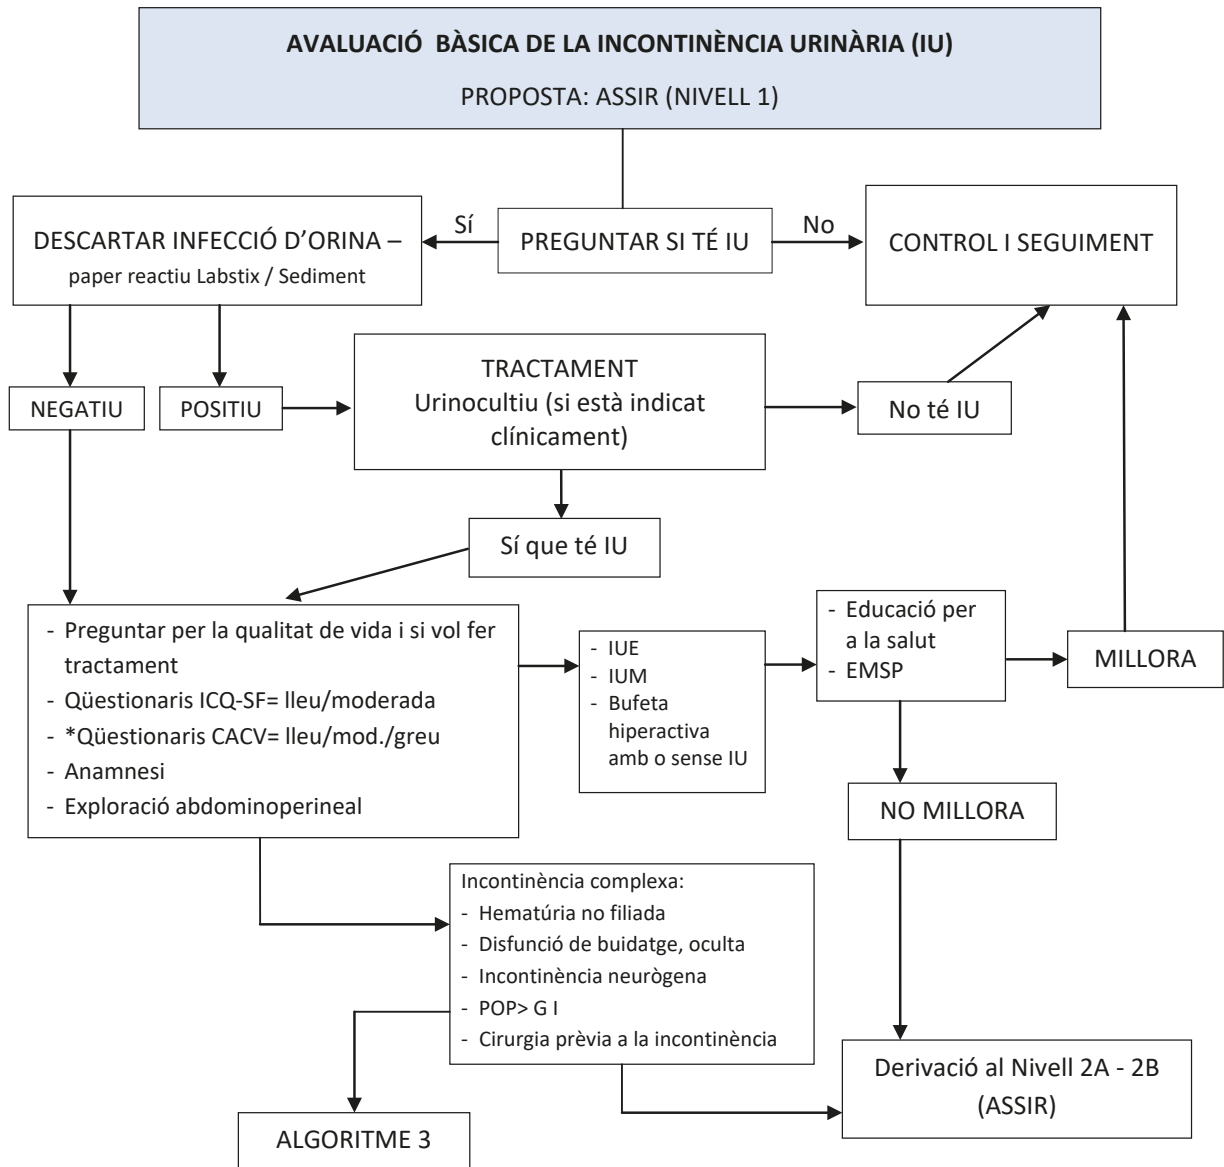 AVALUACIÓ BÀSICA DE LA INCONTINÈNCIA URINÀRIA (IU)
PROPOSTA: ASSIR (NIVELL 1)
DESCARTAR INFECCIÓ D’ORINA –
paper reactiu Labstix / Sediment
Sí
PREGUNTAR SI TÉ IU
No
CONTROL I SEGUIMENT
NEGATIU
POSITIU
TRACTAMENT
Urinocultiu (si està indicat
clínicament)
No té IU
Sí que té IU
- Preguntar per la qualitat de vida i si vol fer
tractament
- Qüestionaris ICQ-SF= lleu/moderada
- *Qüestionaris CACV= lleu/mod./greu
- Anamnesi
- Exploració abdominoperineal
- IUE
- IUM
- Bufeta
hiperactiva
amb o sense IU
- Educació per
a la salut
- EMSP
MILLORA
NO MILLORA
Incontinència complexa:
- Hematúria no filiada
- Disfunció de buidatge, oculta
- Incontinència neurògena
- POP> G I
- Cirurgia prèvia a la incontinència
Derivació al Nivell 2A - 2B
(ASSIR)
ALGORITME 3